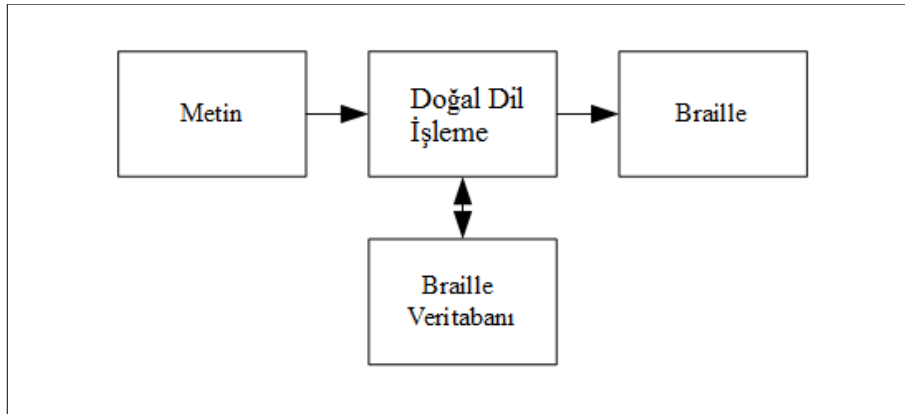 Metin
Doğal Dil
İşleme
Braille
Braille
Veritabanı